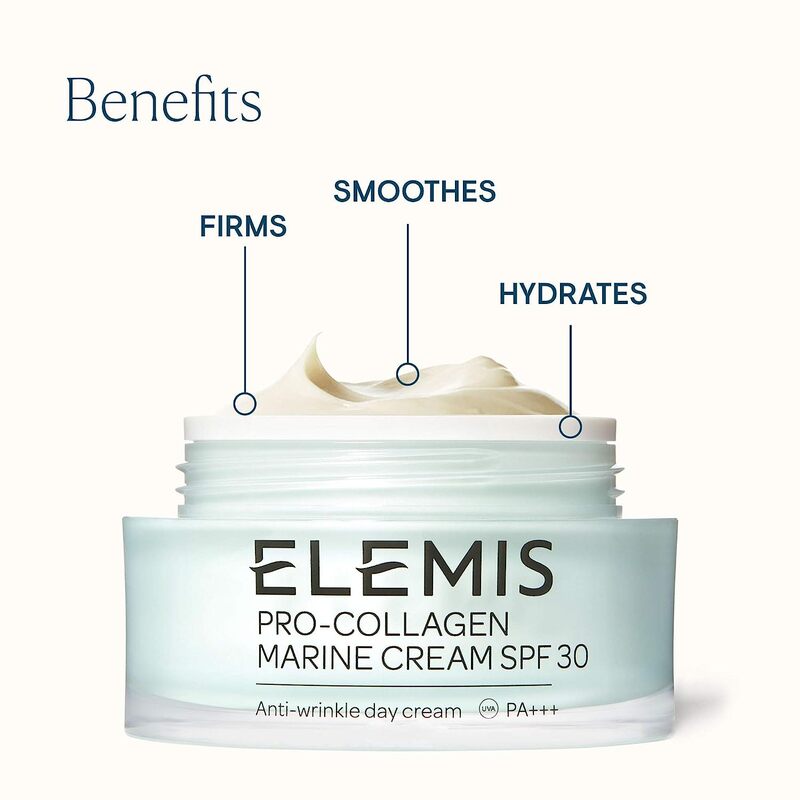 Benefits
SMOOTHES
FIRMS
HYDRATES
ELEMIS
PRO-COLLAGEN
MARINE CREAM SPF 30
Anti-wrinkle day cream UVA PA+++